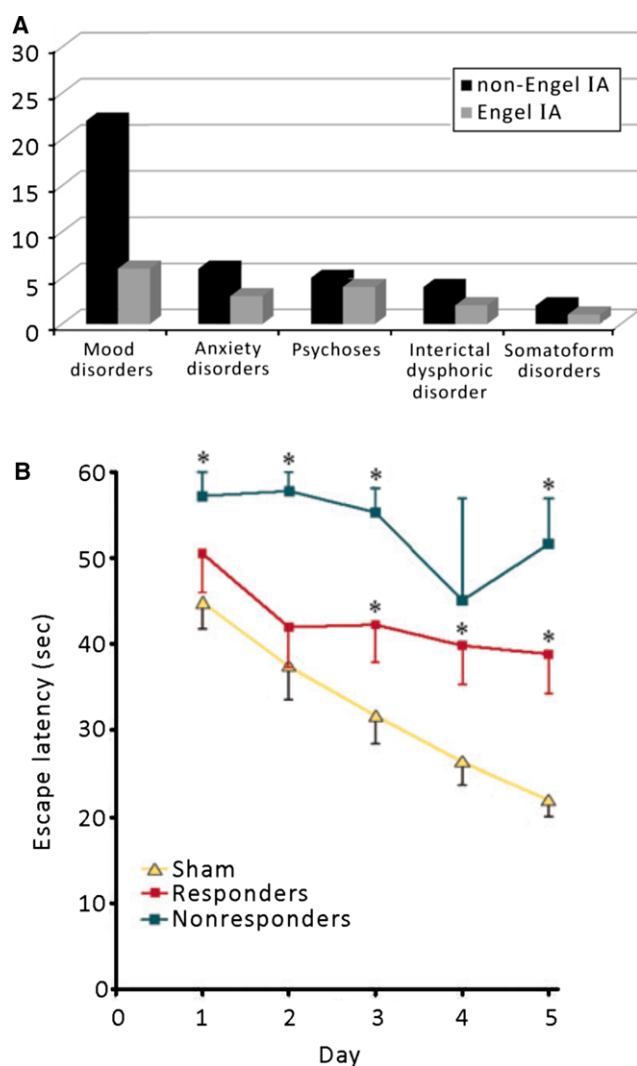 A
30
25
20
15
10
5
0
non-Engel IA
Engel IA
Mood
disorders
Anxiety
disorders
Psychoses
Interictal
dysphoric
disorder
Somatoform
disorders
B
60
50
40
30
20
10
0
Escape latency (sec)
* * * *
* * *
Sham
Responders
Nonresponders
0 1 2 3 4 5
Day